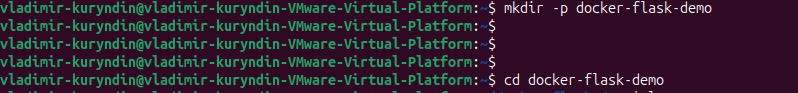 vladimir-kuryndin@vladimir-kuryndin-VMware-Virtual-Platform:~$ mkdir -p docker-flask-demo
vladimir-kuryndin@vladimir-kuryndin-VMware-Virtual-Platform:~$
vladimir-kuryndin@vladimir-kuryndin-VMware-Virtual-Platform:~$
vladimir-kuryndin@vladimir-kuryndin-VMware-Virtual-Platform:~$
vladimir-kuryndin@vladimir-kuryndin-VMware-Virtual-Platform:~$ cd docker-flask-demo